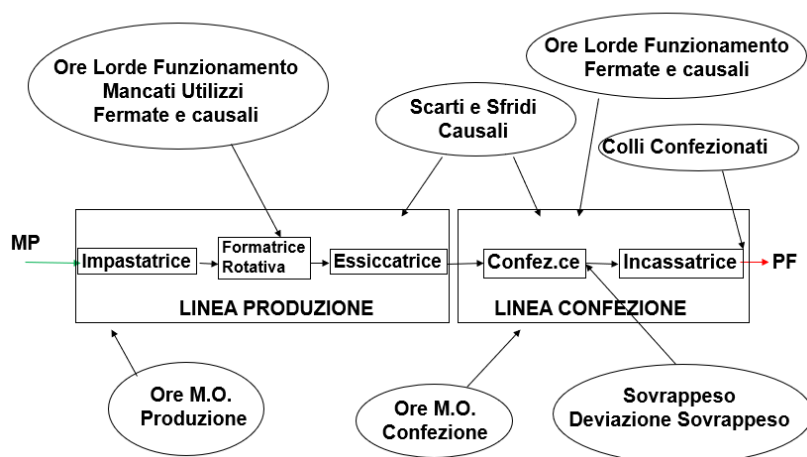 Ore Lorde Funzionamento
Mancati Utilizzi
Fermate e causali
Ore Lorde Funzionamento
Fermate e causali
Scarti e Sfridi
Causali
Colli Confezionati
MP
Impastatrice
Formatrice
Rotativa
Essiccatrice
Confez.ce
Incassatrice
PF
LINEA PRODUZIONE
LINEA CONFEZIONE
Ore M.O.
Produzione
Ore M.O.
Confezione
Sovrappeso
Deviazione Sovrappeso